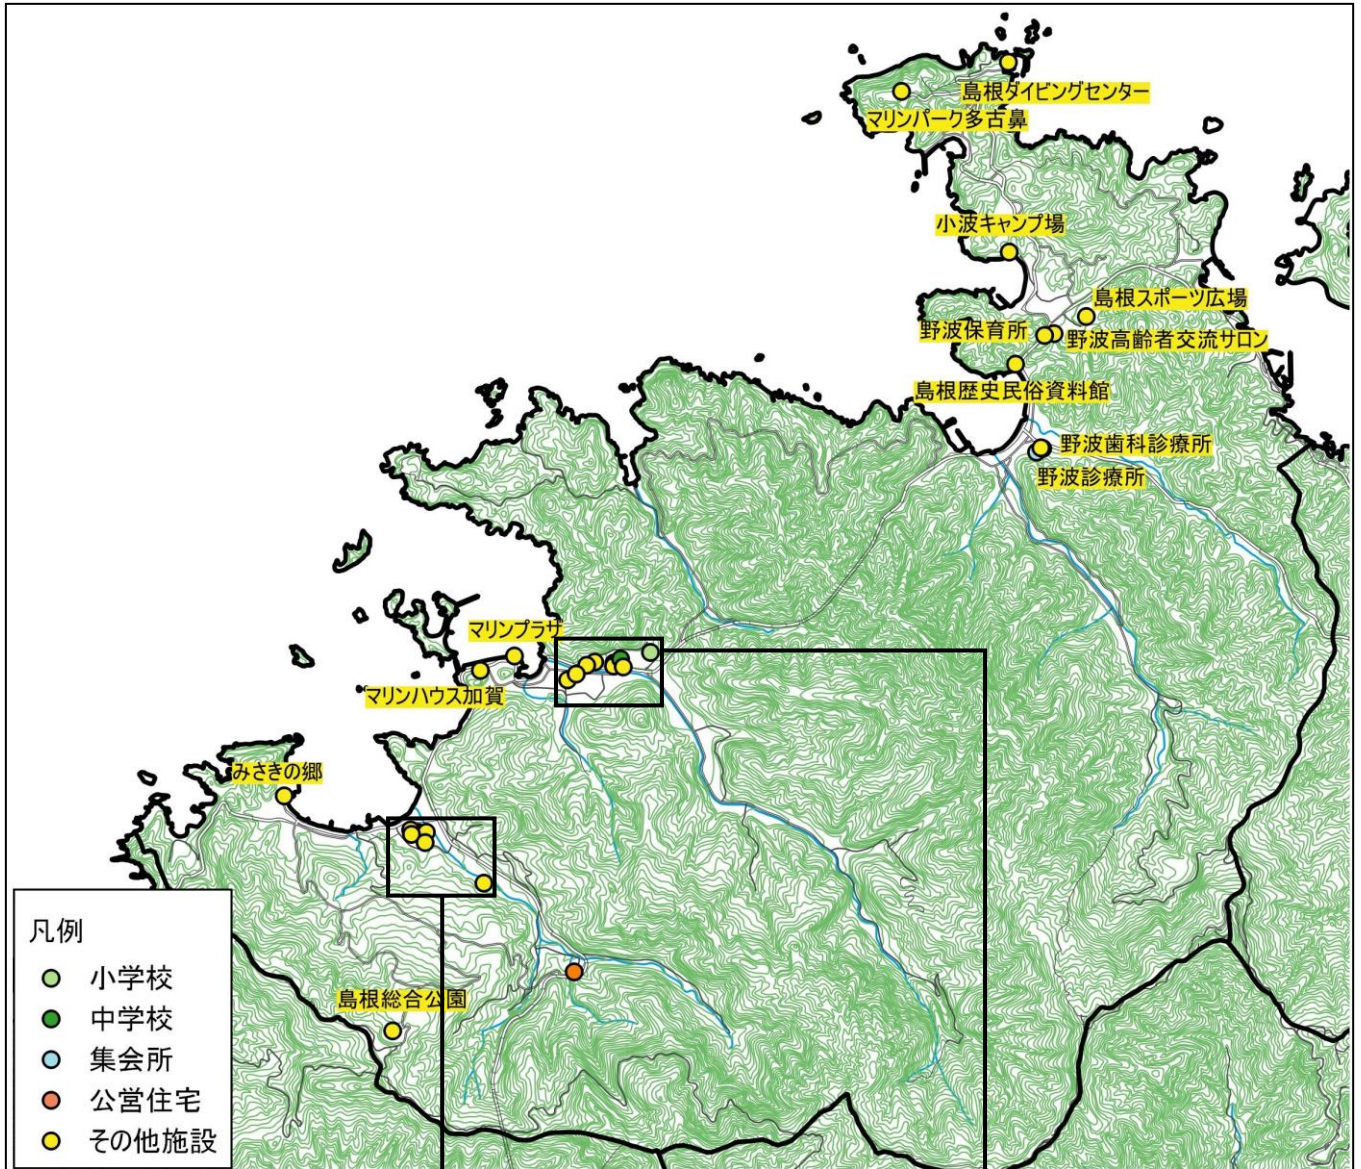 島根ダイビングセンター
マリンパーク多古鼻
小波キャンプ場
島根スポーツ広場
野波保育所
野波高齢者交流サロン
島根歴史民俗資料館
野波歯科診療所
野波診療所
マリンプラザ
マリンハウス加賀
みさきの郷
島根総合公園
凡例
小学校
中学校
集会所
公営住宅
その他施設